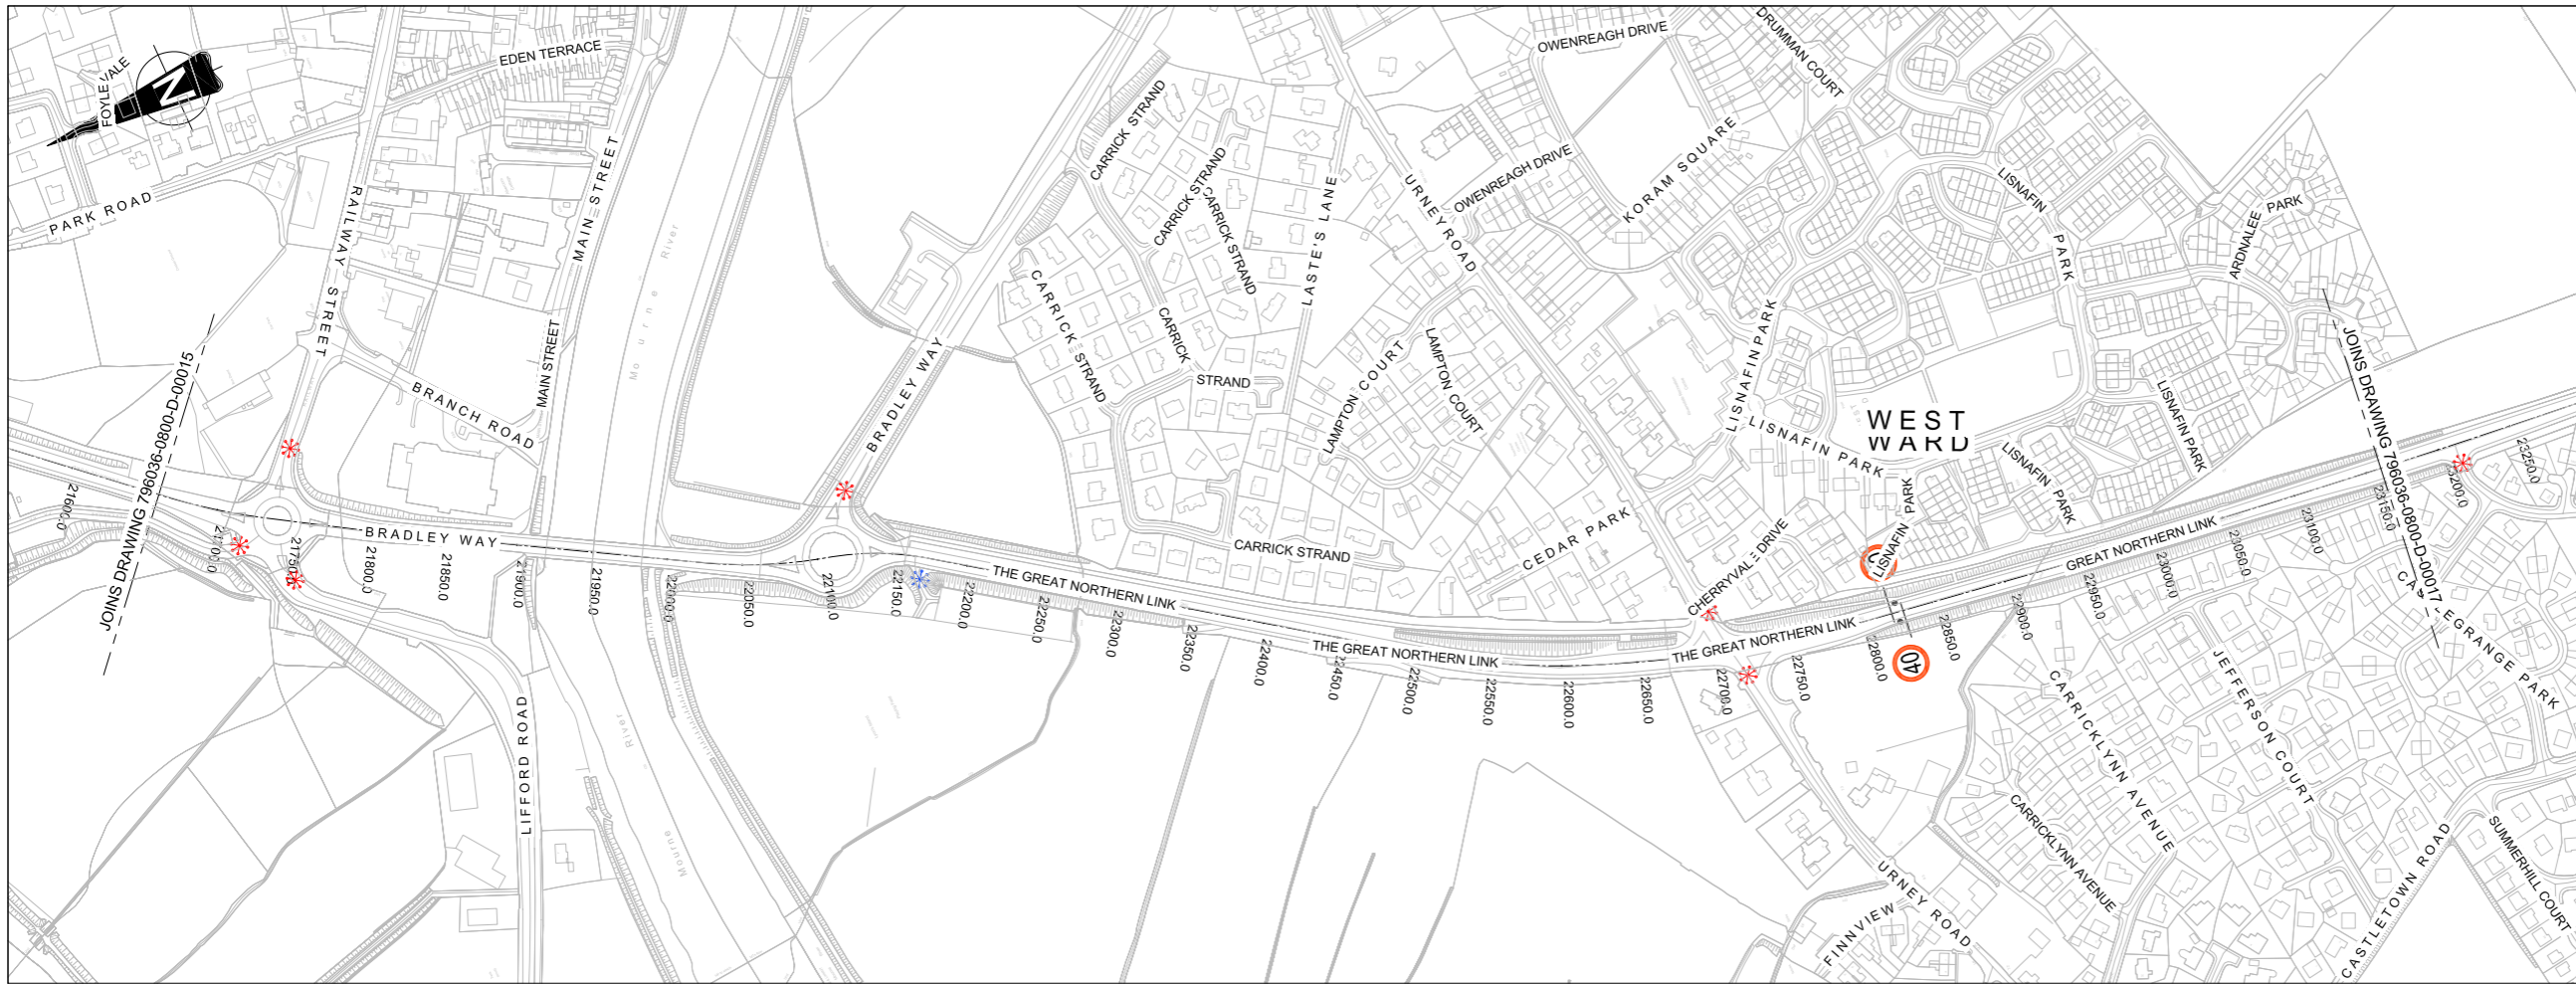 EDEN TERRACE
FOYLE VALE
N
PARK ROAD
RAILWAY STREET
MAIN STREET
MAIN STREET
BRANCH ROAD
JOINS DRAWING 796036-0800-D-00015
BRADLEY WAY
BRADLEY WAY
LIFFORD ROAD
Mourne River
River
Mourne
CARRICK STRAND
CARRICK STRAND
CARRICK STRAND
CARRICK STRAND
CARRICK
STRAND
CARRICK STRAND
LASTE'S LANE
URNEY ROAD
OWENREAGH DRIVE
OWENREAGH DRIVE
DRUMMAN COURT
KORAM SQUARE
LAMPTON COURT
LAMPTON COURT
CEDAR PARK
CHERRYVALE DRIVE
LISNAFIN PARK
LISNAFIN PARK
LISNAFIN PARK
LISNAFIN
PARK
LISNAFIN PARK
LISNAFIN PARK
WEST
WARD
ARDNALEE PARK
JOINS DRAWING 796036-0800-D-00017
THE GREAT NORTHERN LINK
THE GREAT NORTHERN LINK
THE GREAT NORTHERN LINK
GREAT NORTHERN LINK
40
21600.0
21700.0
21750.0
21800.0
21850.0
21900.0
21950.0
22000.0
22050.0
22100.0
22150.0
22200.0
22250.0
22300.0
22350.0
22400.0
22450.0
22500.0
22550.0
22600.0
22650.0
22700.0
22750.0
22800.0
22850.0
22900.0
22950.0
23000.0
23050.0
23100.0
23150.0
23250.0
CARRICKLYNN AVENUE
CARRICKLYNN AVENUE
JEFFERSON COURT
CASTLEGRANGE PARK
CASTLETOWN ROAD
SUMMERHILL COURT
URNEY ROAD
FINNVIEW